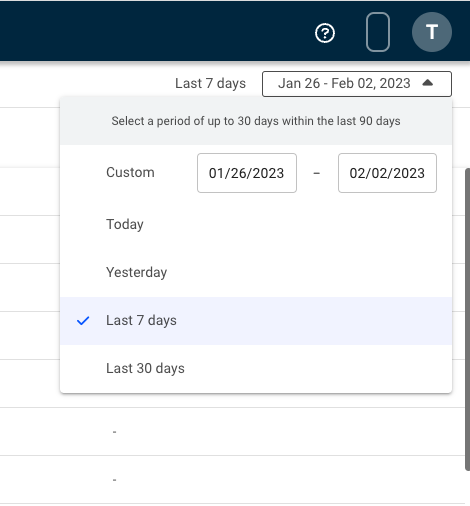 T
Last 7 days Jan 26 - Feb 02, 2023
Select a period of up to 30 days within the last 90 days
Custom 01/26/2023 – 02/02/2023
Today
Yesterday
Last 7 days
Last 30 days
-
-